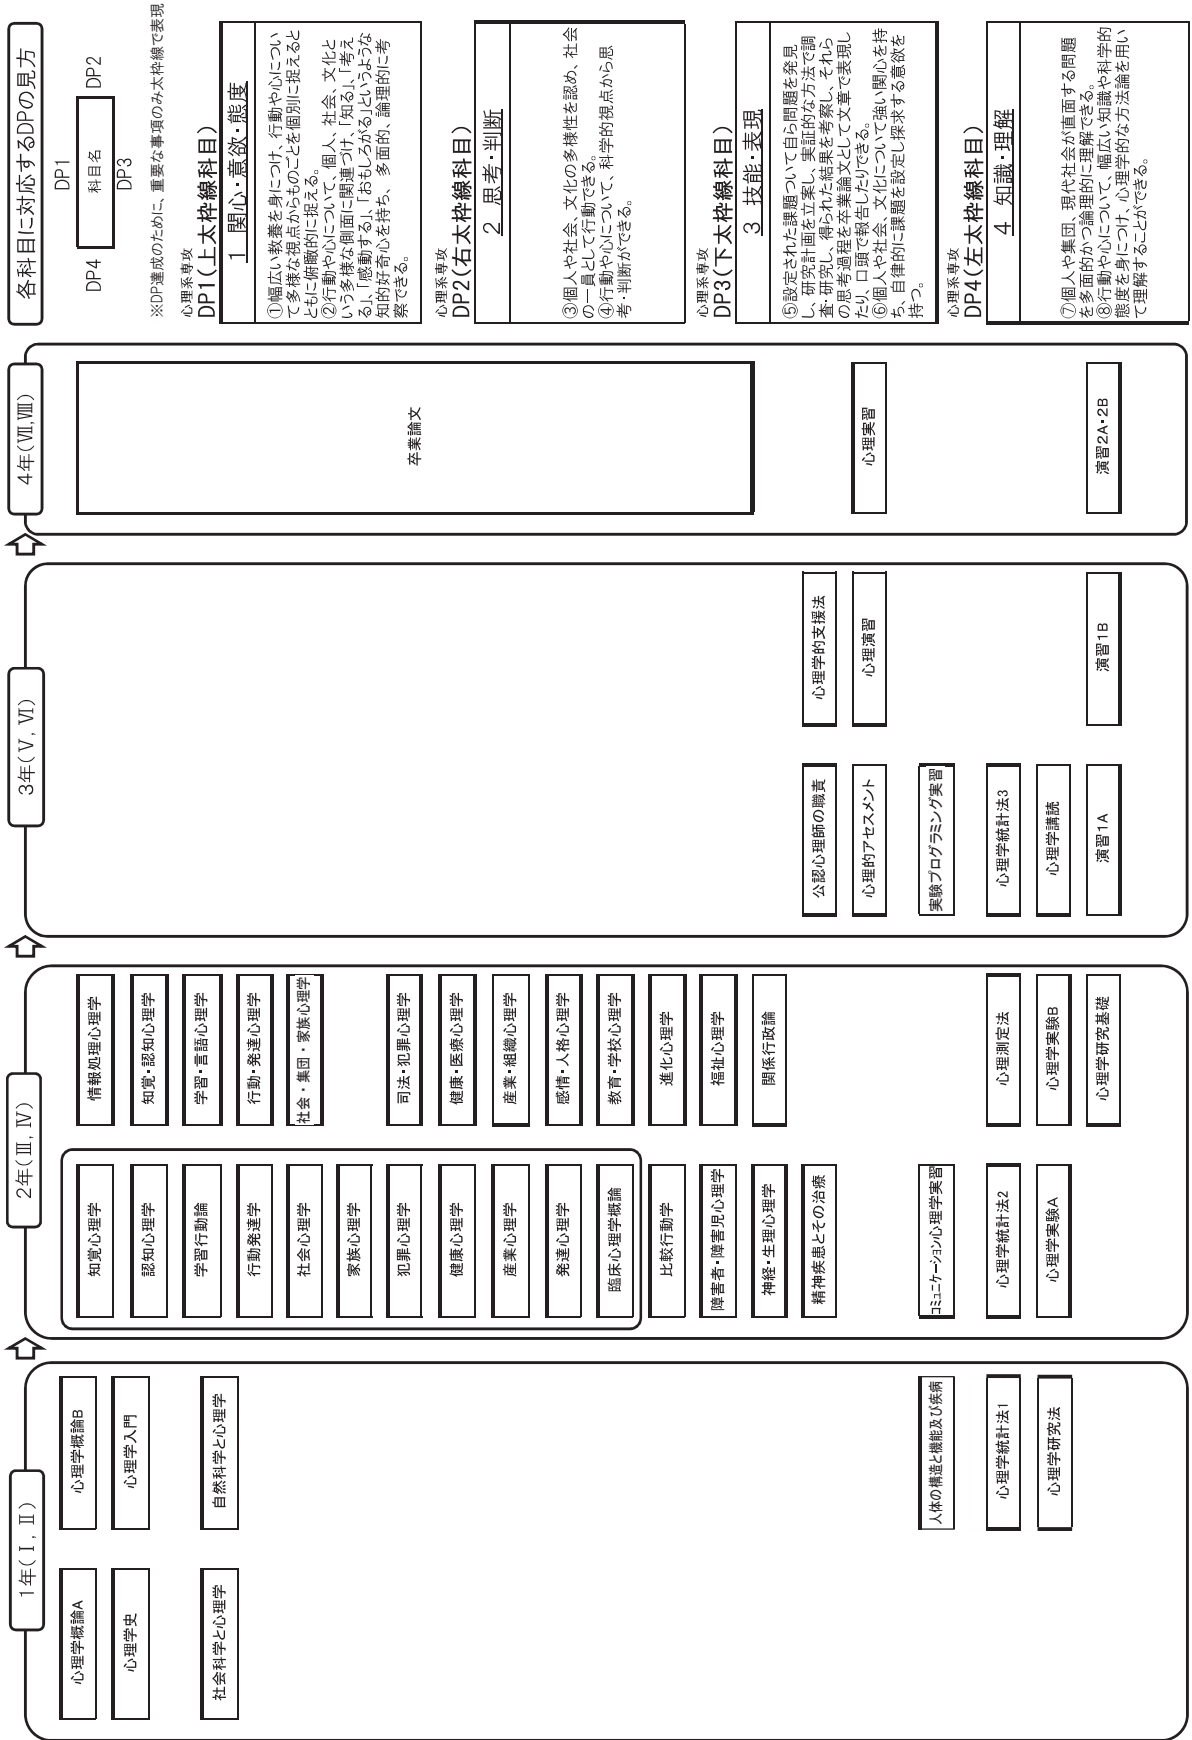 1年(Ⅰ, Ⅱ)
心理学概論A
心理学概論B
心理学史
心理学入門
社会科学と心理学
自然科学と心理学
人体の構造と機能及び疾病
心理学統計法1
心理学研究法
2年(Ⅲ, Ⅳ)
知覚心理学
情報処理心理学
認知心理学
知覚・認知心理学
学習行動論
学習・言語心理学
行動発達学
行動・発達心理学
社会心理学
社会・集団・家族心理学
家族心理学
犯罪心理学
司法・犯罪心理学
健康心理学
健康・医療心理学
産業心理学
産業・組織心理学
発達心理学
感情・人格心理学
臨床心理学概論
教育・学校心理学
比較行動学
進化心理学
障害者・障害児心理学
福祉心理学
神経・生理心理学
関係行政論
精神疾患とその治療
コミュニケーション心理学実習
心理学統計法2
心理測定法
心理学実験A
心理学実験B
心理学研究基礎
3年(Ⅴ, Ⅵ)
公認心理師の職責
心理学的支援法
心理的アセスメント
心理演習
実験プログラミング実習
心理学統計法3
心理学講読
演習1A
演習1B
4年(Ⅶ,Ⅷ)
卒業論文
心理実習
演習2A・2B
各科目に対応するDPの見方
DP1
DP4
科目名
DP2
DP3
※DP達成のために、重要な事項のみ太枠線で表現
心理系専攻
DP1(上太枠線科目)
1 関心・意欲・態度
①幅広い教養を身につけ、行動や心につい
て多様な視点からものごとを個別に捉えると
ともに俯瞰的に捉える。
②行動や心について、個人、社会、文化と
いう多様な側面に関連づけ、「知る」、「考え
る」、「感動する」、「おもしろがる」というような
知的好奇心を持ち、多面的、論理的に考
察できる。
心理系専攻
DP2(右太枠線科目)
2 思考・判断
③個人や社会、文化の多様性を認め、社会
の一員として行動できる。
④行動や心について、科学的視点から思
考・判断ができる。
心理系専攻
DP3(下太枠線科目)
3 技能・表現
⑤設定された課題ついて自ら問題を発見
し、研究計画を立案し、実証的な方法で調
査・研究し、得られた結果を考察し、それら
の思考過程を卒業論文として文章で表現し
たり、口頭で報告したりできる。
⑥個人や社会、文化について強い関心を持
ち、自律的に課題を設定し探求する意欲を
持つ。
心理系専攻
DP4(左太枠線科目)
4 知識・理解
⑦個人や集団、現代社会が直面する問題
を多面的かつ論理的に理解できる。
⑧行動や心について、幅広い知識や科学的
態度を身につけ、心理学的な方法論を用い
て理解することができる。